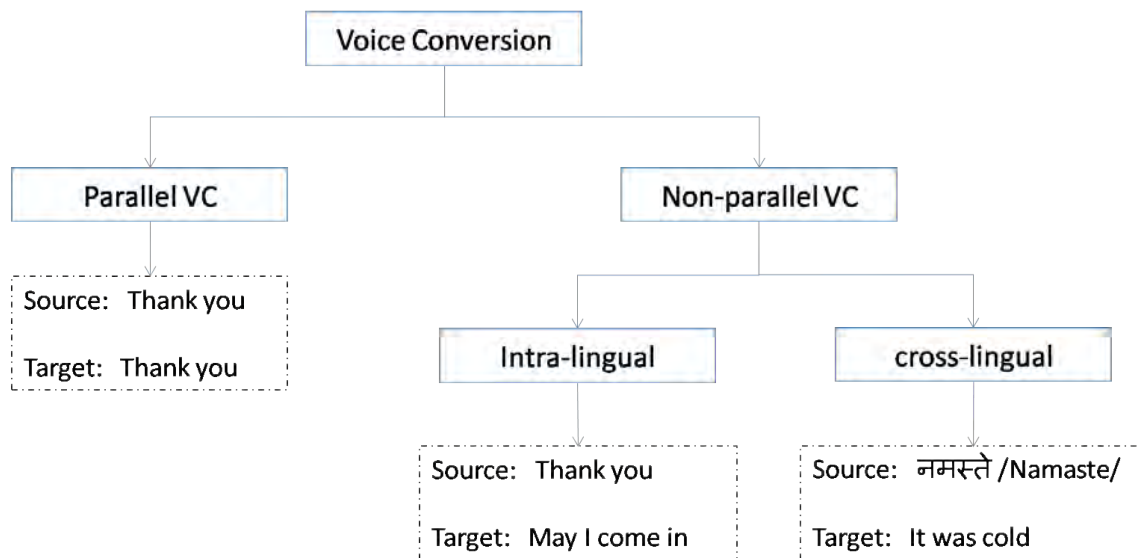 Voice Conversion
Parallel VC
Non-parallel VC
Source: Thank you
Target: Thank you
Intra-lingual
cross-lingual
Source: Thank you
Target: May I come in
Source: नमस्ते /Namaste/
Target: It was cold